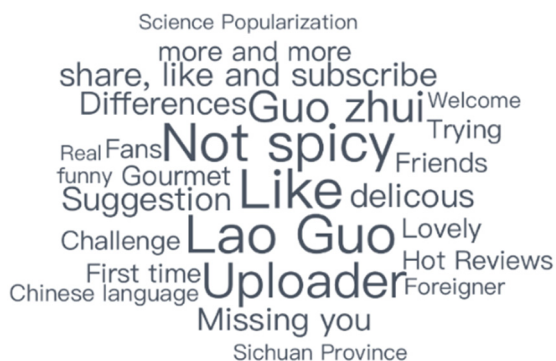 Science Popularization
more and more
share, like and subscribe
Differences Guo zhui Welcome
Trying
Real Fans Not spicy Friends
funny Gourmet
Suggestion Like delicous
Challenge Lao Guo Lovely
Hot Reviews
First time Uploader Foreigner
Chinese language
Missing you
Sichuan Province